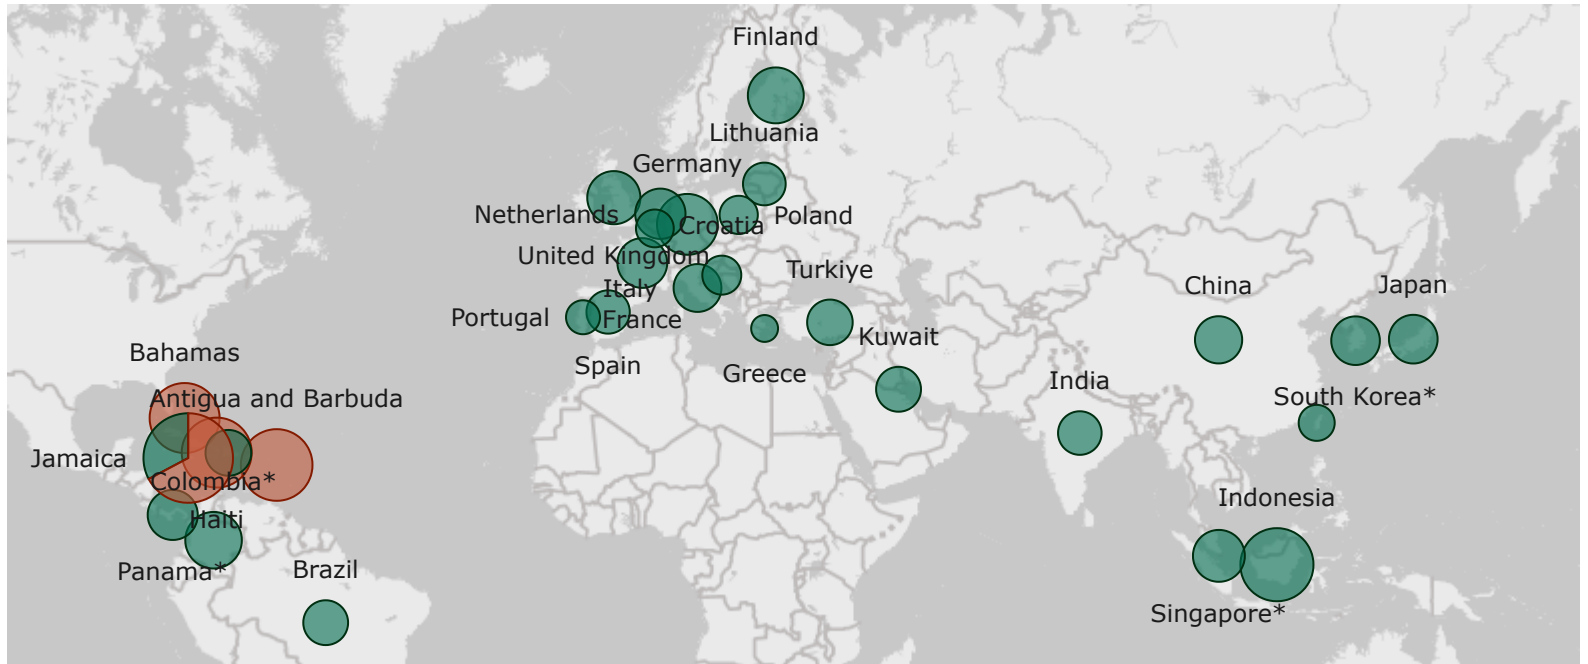 Finland
Lithuania
Germany
Netherlands
Poland
Croatia
United Kingdom
Turkiye
China
Japan
Italy
Portugal
France
Kuwait
Bahamas
Spain
Greece
India
Antigua and Barbuda
South Korea*
Jamaica
Colombia*
Indonesia
Haiti
Panama*
Brazil
Singapore*